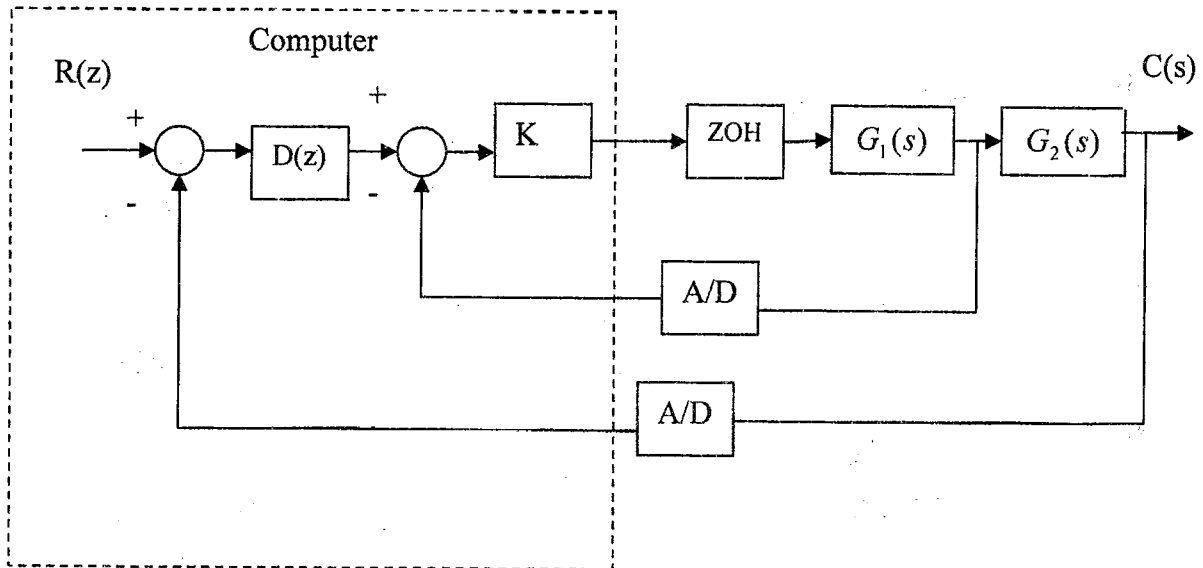 Computer
R(z)
C(s)
+
+
D(z)
K
ZOH
G₁(s)
G₂(s)
-
-
A/D
A/D